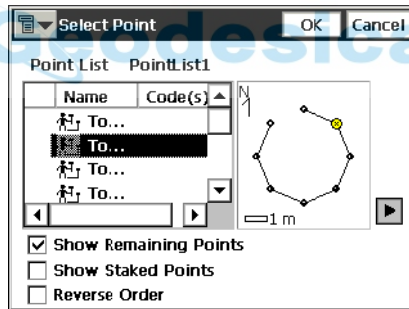 Select Point OK Cancel
Geodesical
Point List PointList1
Name Code(s)
To...
To...
To...
To...
N
1 m
Show Remaining Points
Show Staked Points
Reverse Order